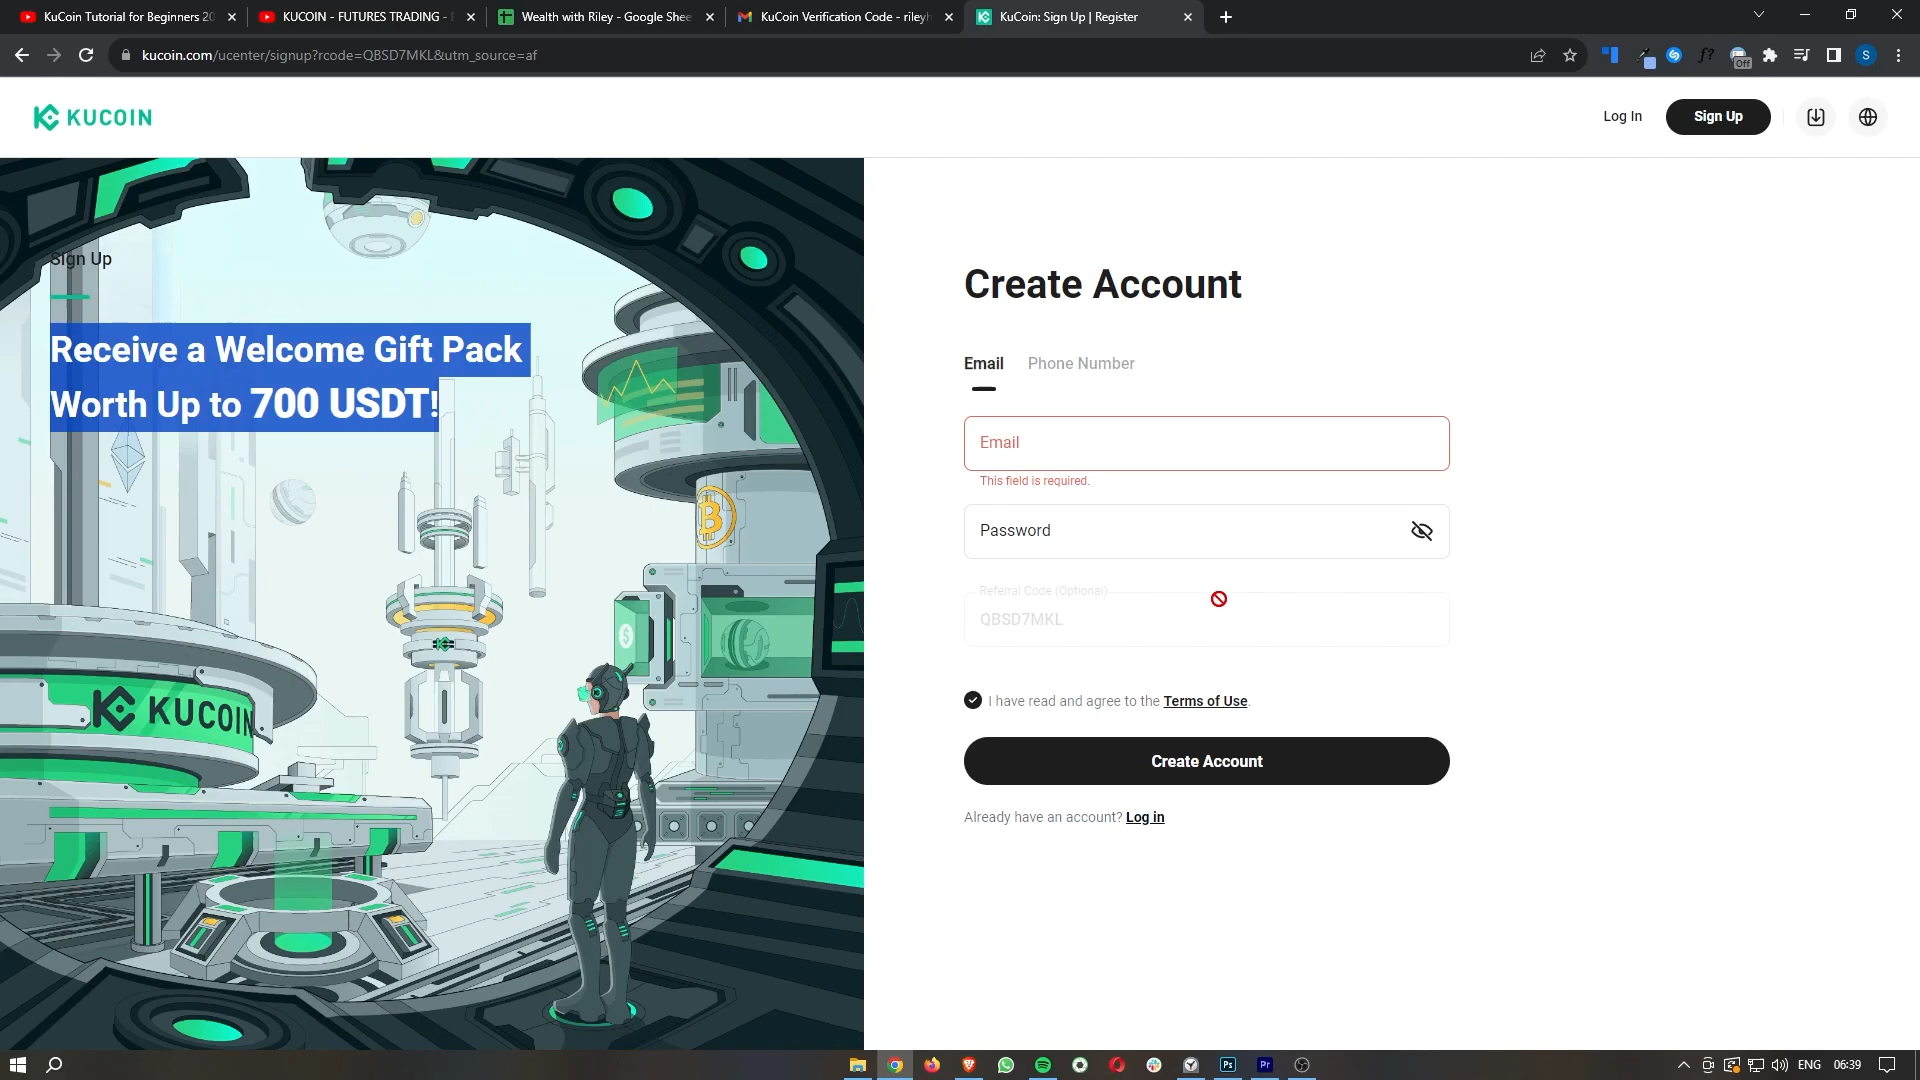 KuCoin Tutorial for Beginners 20
KUCOIN - FUTURES TRADING -
Wealth with Riley - Google Shee
KuCoin Verification Code - riley
KuCoin: Sign Up | Register
kucoin.com/ucenter/signup?rcode=QBSD7MKL&utm_source=af
f?
Off
S
KUCOIN
Log In
Sign Up
Sign Up
Receive a Welcome Gift Pack
Worth Up to 700 USDT!
KUCOIN
Create Account
Email
Phone Number
Email
This field is required.
Password
Referral Code (Optional)
QBSD7MKL
I have read and agree to the Terms of Use.
Create Account
Already have an account? Log in
Ps
Pr
ENG
06:39